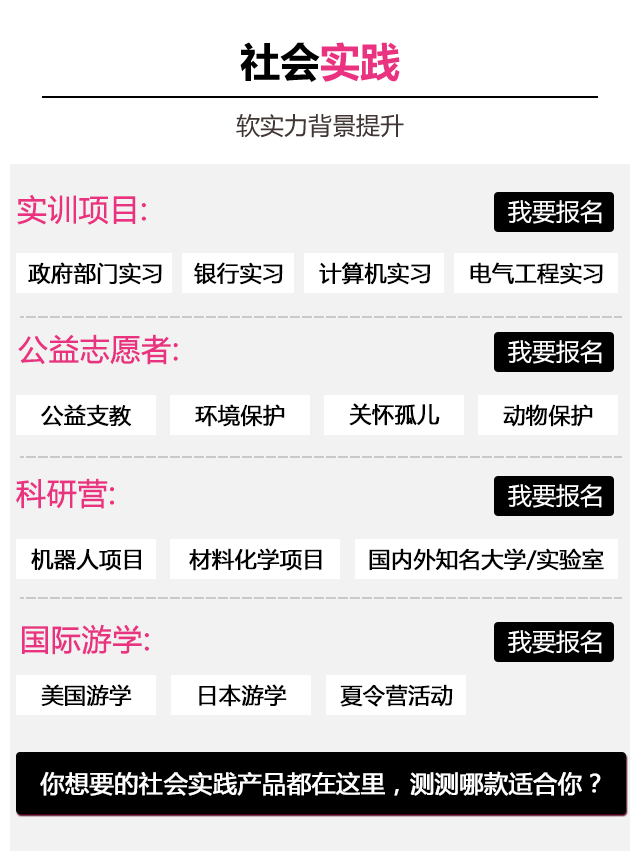 社会实践
软实力背景提升
实训项目: 我要报名
政府部门实习 银行实习 计算机实习 电气工程实习
公益志愿者: 我要报名
公益支教 环境保护 关怀孤儿 动物保护
科研营: 我要报名
机器人项目 材料化学项目 国内外知名大学/实验室
国际游学: 我要报名
美国游学 日本游学 夏令营活动
你想要的社会实践产品都在这里，测测哪款适合你？